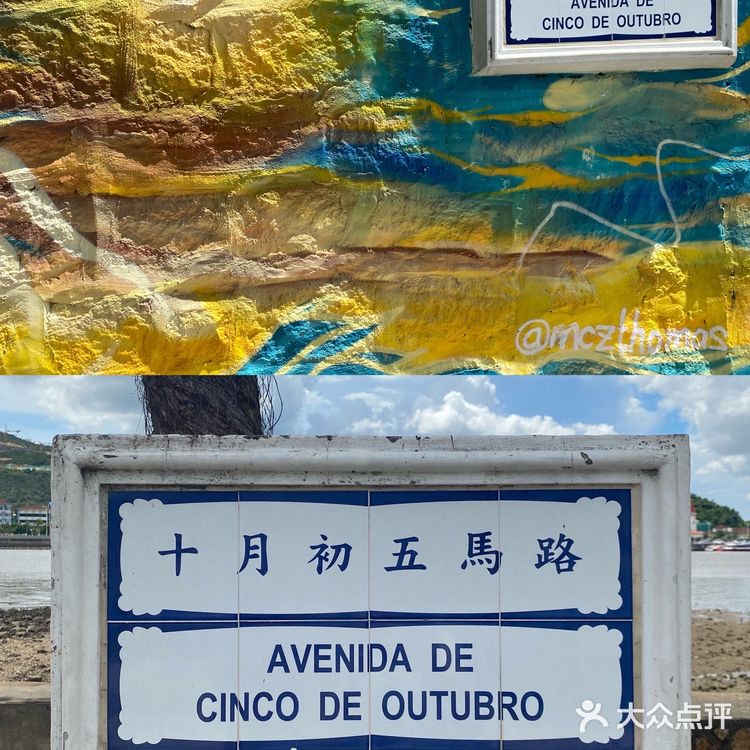 AVENIDA DE
CINCO DE OUTUBRO
@mczthomas
十月初五馬路
AVENIDA DE
CINCO DE OUTUBRO
大众点评